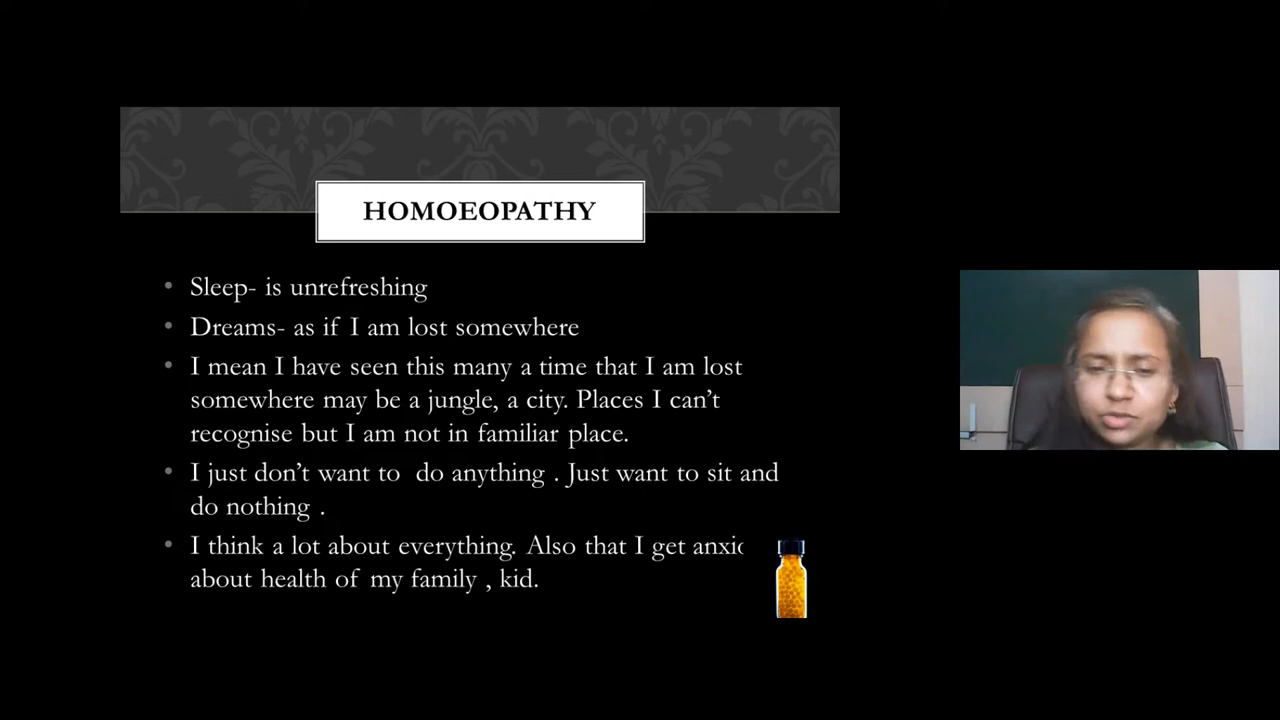 HOMOEOPATHY
• Sleep- is unrefreshing
• Dreams- as if I am lost somewhere
• I mean I have seen this many a time that I am lost
somewhere may be a jungle, a city. Places I can't
recognise but I am not in familiar place.
• I just don't want to do anything . Just want to sit and
do nothing .
• I think a lot about everything. Also that I get
about health of my family , kid.